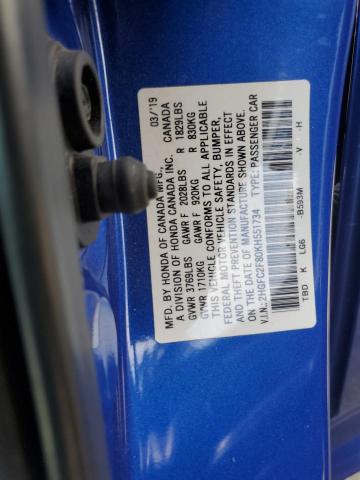 MFD. BY HONDA OF CANADA MFG., 03/'19
A DIVISION OF HONDA CANADA INC. CANADA
GVWR 3769LBS GAWR F 2028LBS R 1829LBS
GVWR 1710KG GAWR F 920KG R 830KG
THIS VEHICLE CONFORMS TO ALL APPLICABLE
FEDERAL MOTOR VEHICLE SAFETY, BUMPER,
AND THEFT PREVENTION STANDARDS IN EFFECT
ON THE DATE OF MANUFACTURE SHOWN ABOVE.
V.I.N.:2HGFC2F80KH551734 TYPE:PASSENGER CAR
TBD K LG6 -B593M V H